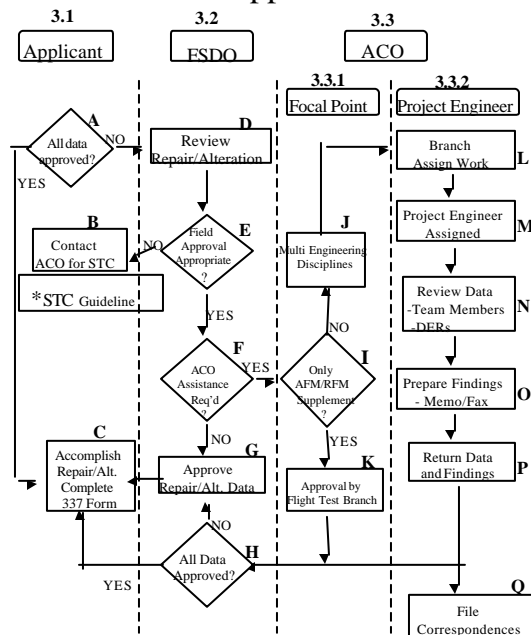 3.1
3.2
3.3
Applicant
FSDO
ACO
3.3.1
3.3.2
Focal Point
Project Engineer
A
All data
approved?
NO
YES
D
Review
Repair/Alteration
L
Branch
Assign Work
B
Contact
ACO for STC
*STC Guideline
NO
E
Field
Approval
Appropriate
?
YES
J
Multi Engineering
Disciplines
NO
M
Project Engineer
Assigned
N
Review Data
-Team Members
-DERs
F
ACO
Assistance
Req'd
?
YES
NO
I
Only
AFM/RFM
Supplement
?
YES
O
Prepare Findings
- Memo/Fax
C
Accomplish
Repair/Alt.
Complete
337 Form
G
Approve
Repair/Alt. Data
K
Approval by
Flight Test Branch
P
Return Data
and Findings
NO
H
All Data
Approved?
YES
Q
File
Correspondences